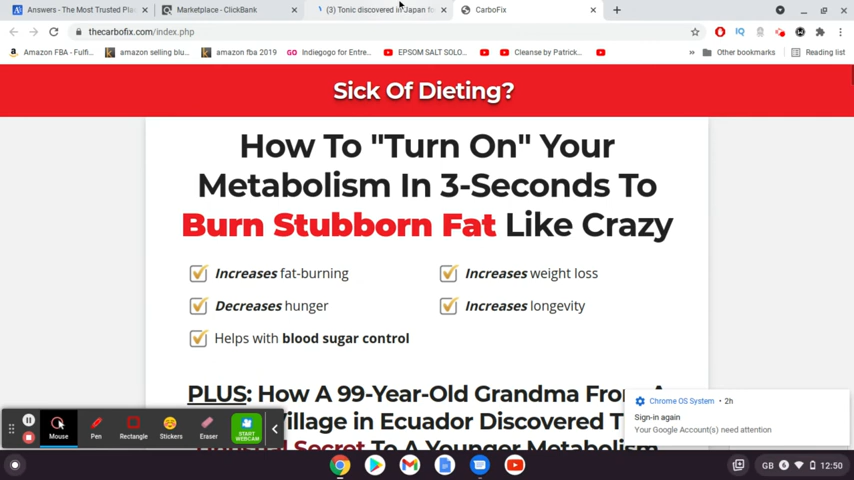 Answers - The Most Trusted Pla
Marketplace - ClickBank
(3) Tonic discovered in Japan fo
CarboFix
thecarbofix.com/index.php
Amazon FBA - Fulfi...
amazon selling blu...
amazon fba 2019
Indiegogo for Entre...
EPSOM SALT SOLO...
Cleanse by Patrick...
Other bookmarks
Reading list
Sick Of Dieting?
How To "Turn On" Your
Metabolism In 3-Seconds To
Burn Stubborn Fat Like Crazy
Increases fat-burning
Increases weight loss
Decreases hunger
Increases longevity
Helps with blood sugar control
PLUS: How A 99-Year-Old Grandma From A
Village in Ecuador Discovered T
Unusual Secret To A Younger Metabolism
Chrome OS System • 2h
Sign-in again
Your Google Account(s) need attention
Mouse
Pen
Rectangle
Stickers
Eraser
START
WEBCAM
GB
6
12:50